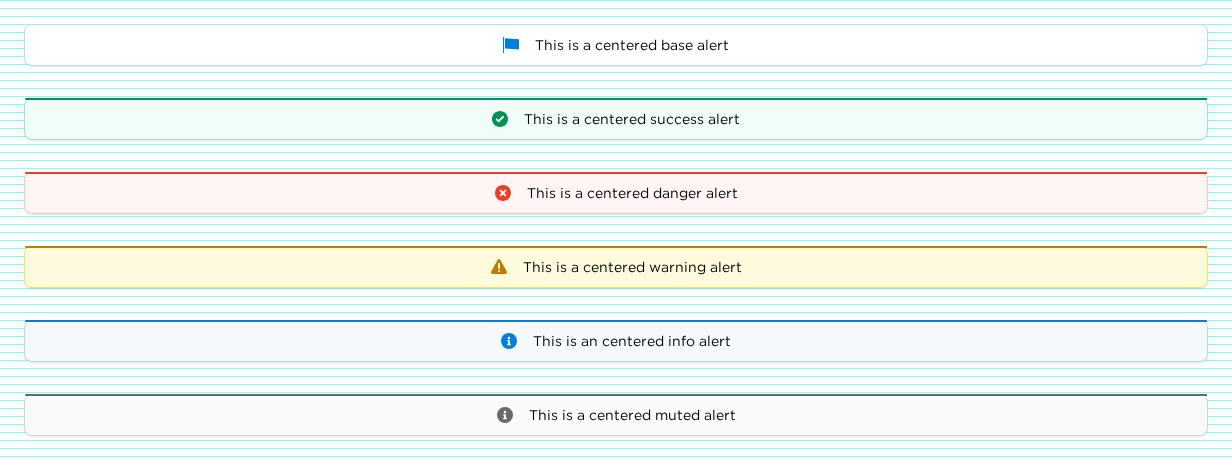 This is a centered base alert
This is a centered success alert
This is a centered danger alert
This is a centered warning alert
This is an centered info alert
This is a centered muted alert